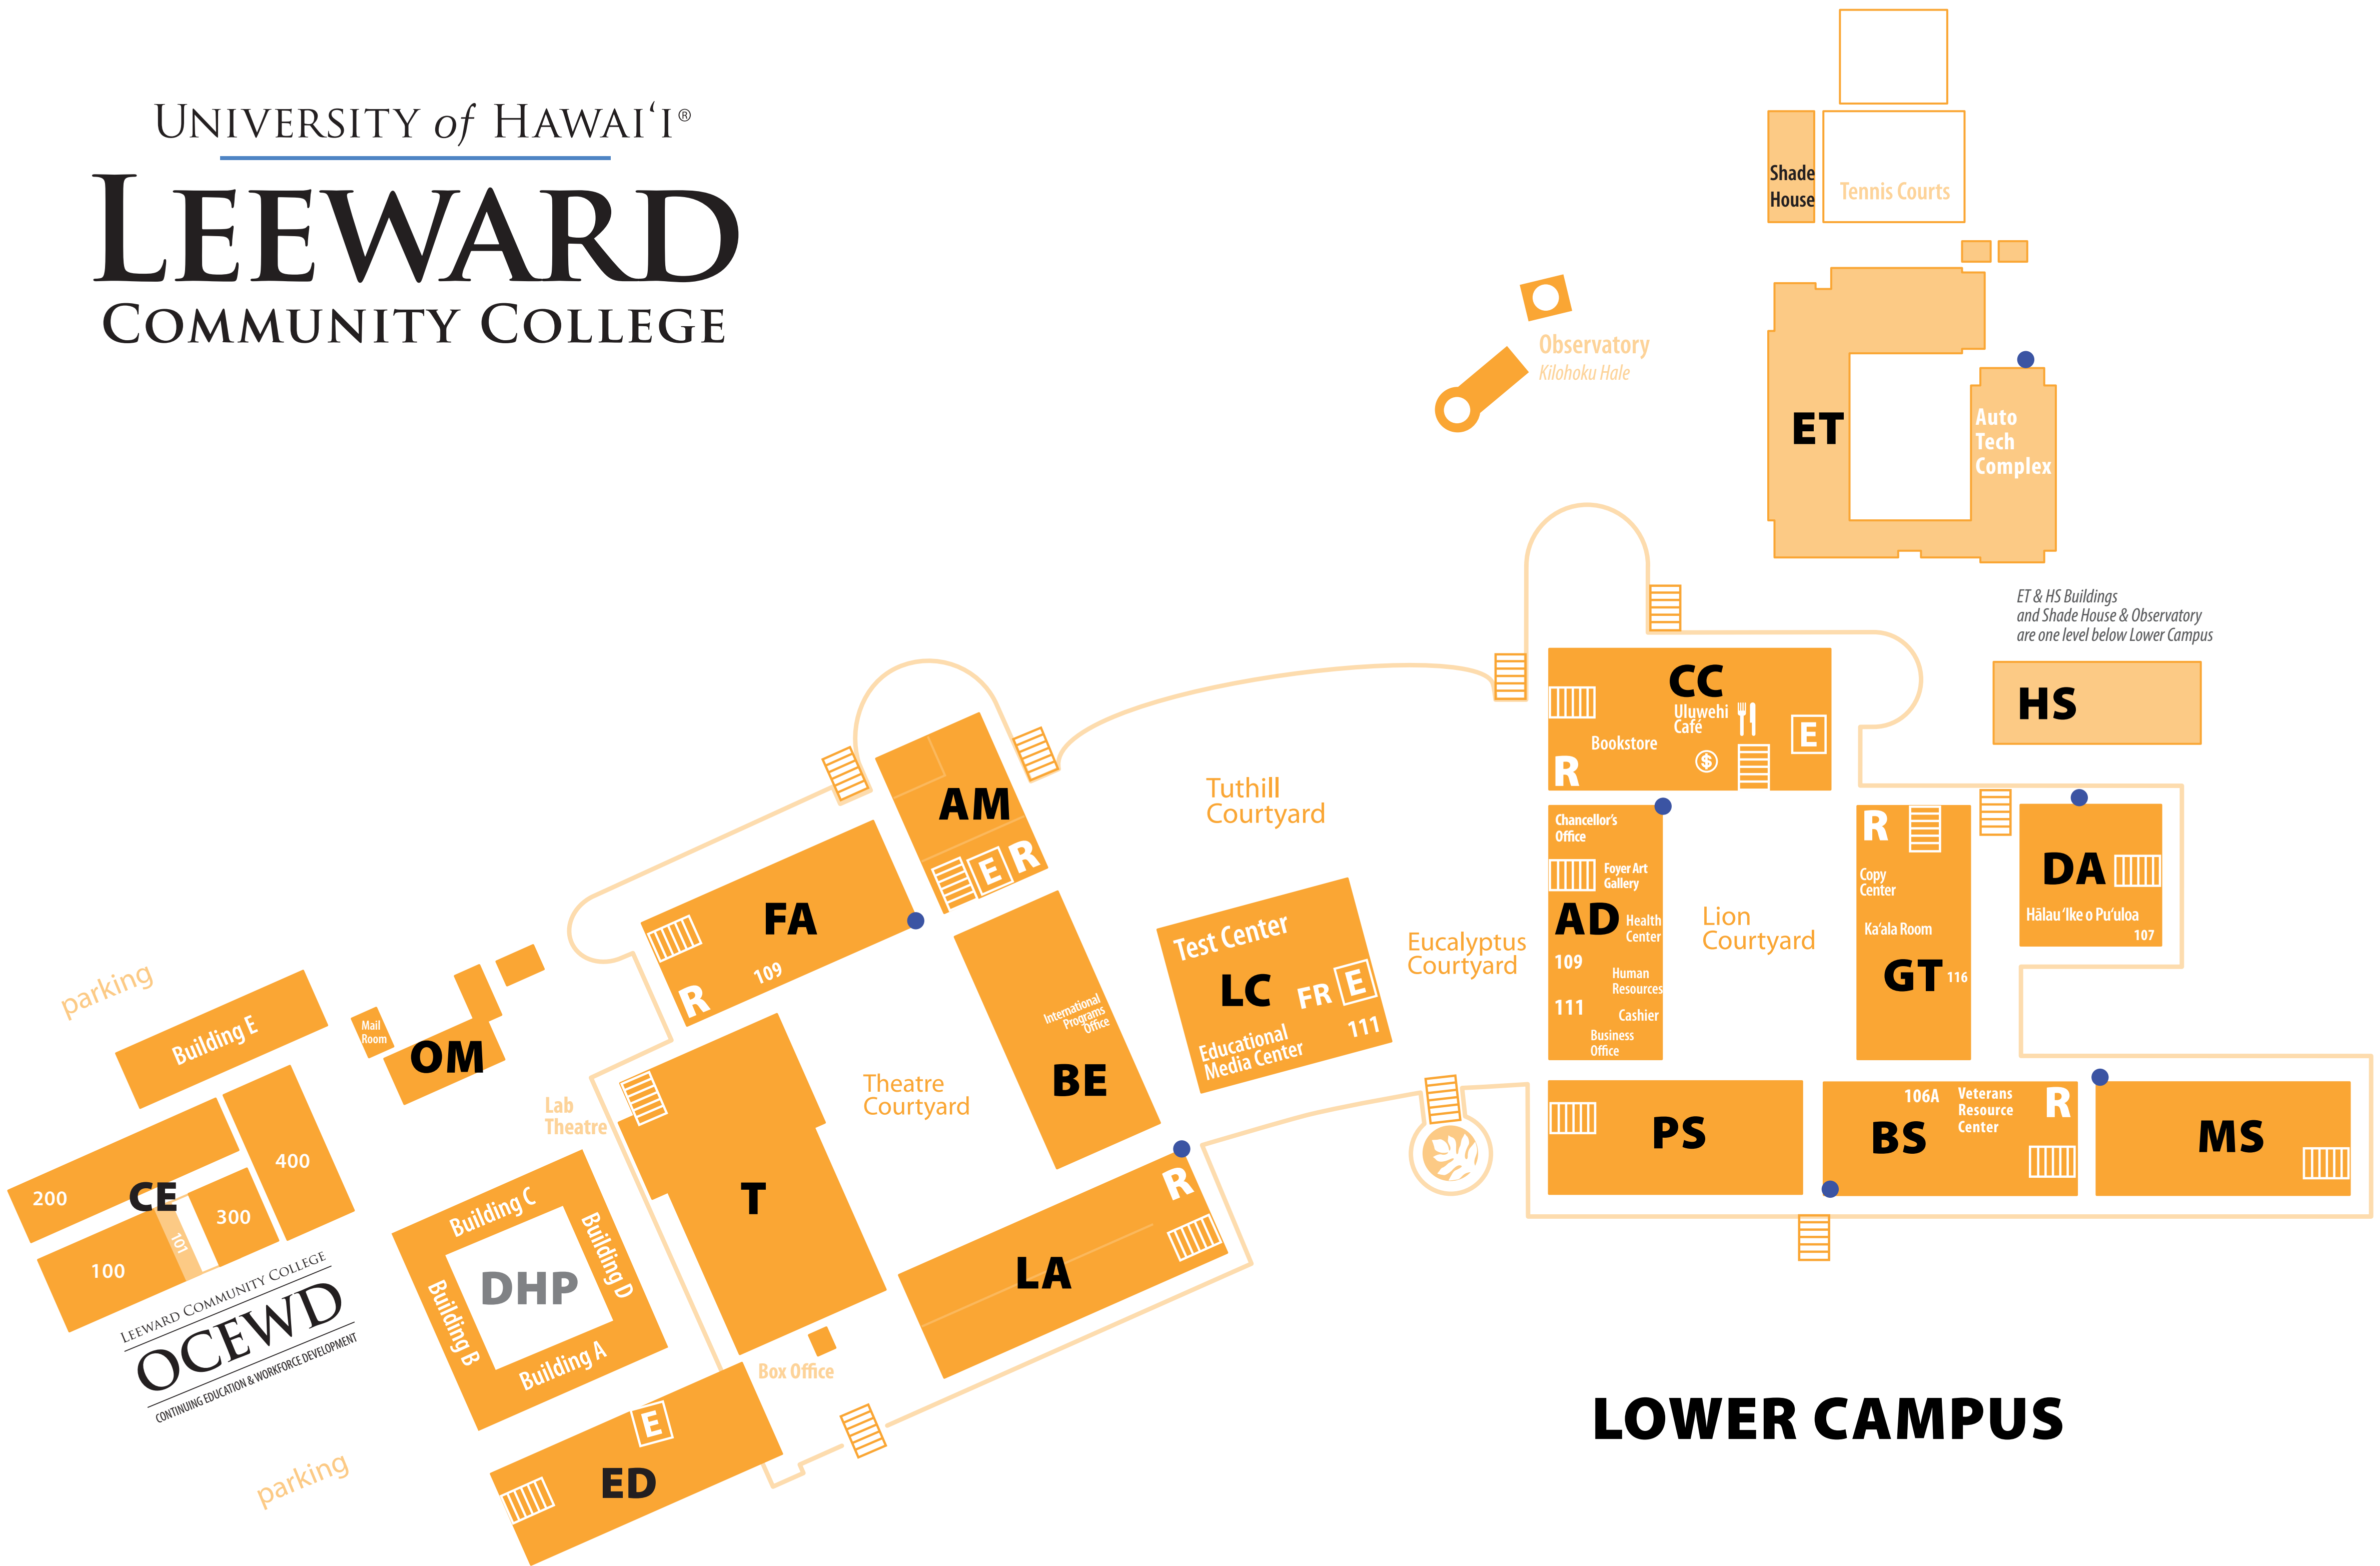 UNIVERSITY of HAWAIʻI®
LEEWARD
COMMUNITY COLLEGE
Shade
House
Tennis Courts
Observatory
Kilohoku Hale
ET
Auto
Tech
Complex
ET & HS Buildings
and Shade House & Observatory
are one level below Lower Campus
HS
CC
Uluwehi
Café
Bookstore
$
E
R
AM
E
R
Tuthill
Courtyard
FA
109
R
Chancellor's
Office
Foyer Art
Gallery
AD
Health
Center
109
Human
Resources
111
Cashier
Business
Office
Lion
Courtyard
R
Copy
Center
Ka'ala Room
GT
116
DA
Hālau ʻIke o Puʻuloa
107
Test Center
LC
FR
E
Educational
Media Center
111
Eucalyptus
Courtyard
International
Programs
Office
BE
parking
Building E
Mail
Room
OM
Lab
Theatre
Theatre
Courtyard
T
PS
106A
Veterans
Resource
Center
R
BS
MS
200
CE
400
300
100
101
LEEWARD COMMUNITY COLLEGE
OCEWD
CONTINUING EDUCATION & WORKFORCE DEVELOPMENT
Building C
Building D
DHP
Building B
Building A
LA
R
Box Office
E
ED
parking
LOWER CAMPUS